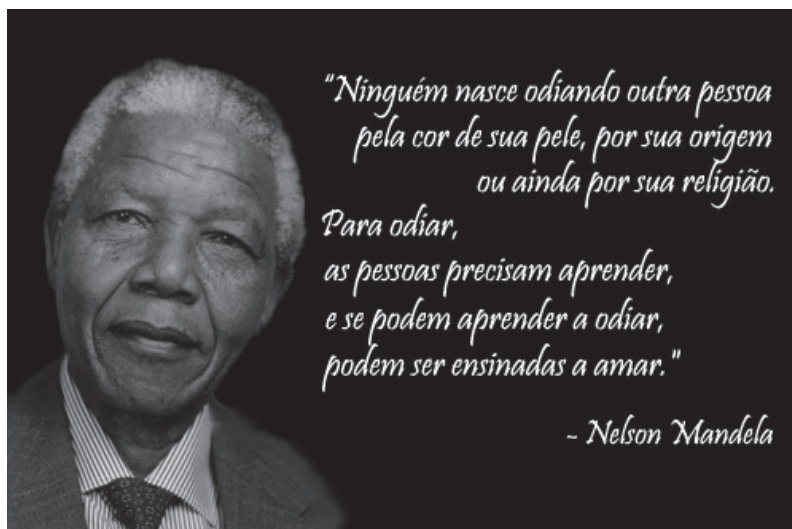 "Ninguém nasce odiando outra pessoa
pela cor de sua pele, por sua origem
ou ainda por sua religião.
Para odiar,
as pessoas precisam aprender,
e se podem aprender a odiar,
podem ser ensinadas a amar."
- Nelson Mandela